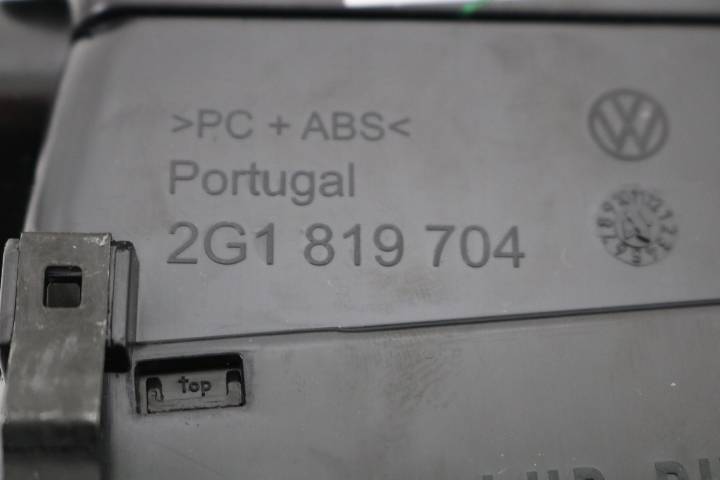 >PC + ABS<
Portugal
2G1 819 704
top